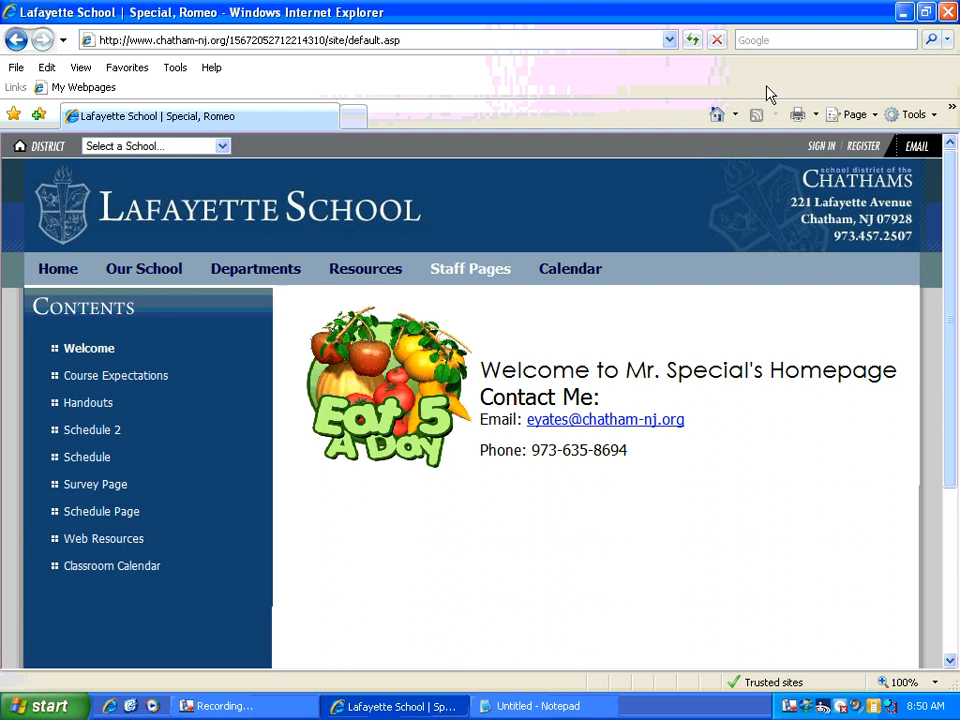 Lafayette School | Special, Romeo - Windows Internet Explorer
http://www.chatham-nj.org/15672052712214310/site/default.asp
Google
File Edit View Favorites Tools Help
Links My Webpages
Lafayette School | Special, Romeo
Page Tools
DISTRICT Select a School... SIGN IN / REGISTER EMAIL
LAFAYETTE SCHOOL
school district of the
CHATHAMS
221 Lafayette Avenue
Chatham, NJ 07928
973.457.2507
Home Our School Departments Resources Staff Pages Calendar
CONTENTS
Welcome
Course Expectations
Handouts
Schedule 2
Schedule
Survey Page
Schedule Page
Web Resources
Classroom Calendar
Eat 5
A Day
Welcome to Mr. Special's Homepage
Contact Me:
Email: eyates@chatham-nj.org
Phone: 973-635-8694
Trusted sites 100%
start Recording... Lafayette School | Sp... Untitled - Notepad 8:50 AM